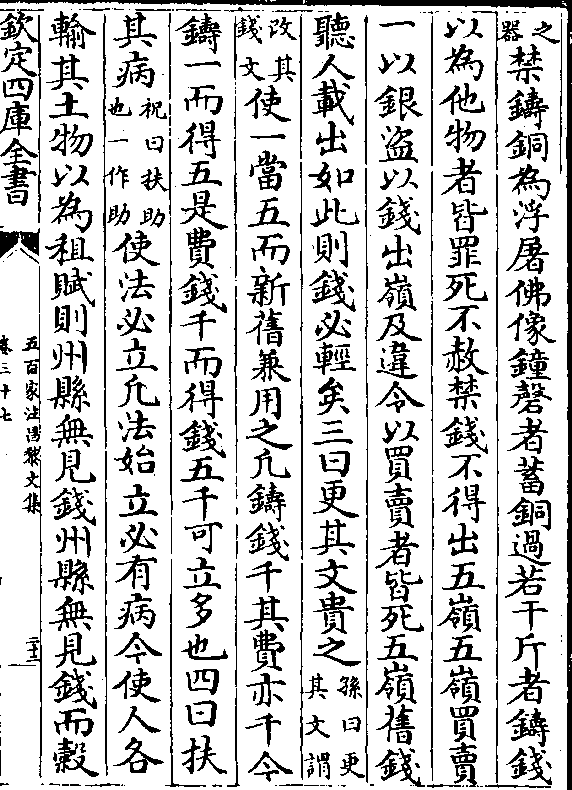 之器禁鑄銅為浮屠佛像鐘磬者蓄銅過若干斤者鑄錢
以為他物者皆罪死不赦禁錢不得出五嶺五嶺買賣
一以銀盜以錢出嶺及違令以買賣者皆死五嶺舊錢
聽人載出如此則錢必輕矣三曰更其文貴之孫曰更其文謂
改其錢文使一當五而新舊兼用之凡鑄錢千其費亦千今
鑄一而得五是費錢千而得錢五千可立多也四曰扶
其病祝曰扶助也一作助使法必立凡法始立必有病今使人各
輸其土物以為租賦則州縣無見錢州縣無見錢而穀
欽定四庫全書
五百家注昌黎文集
卷三十七
二十三